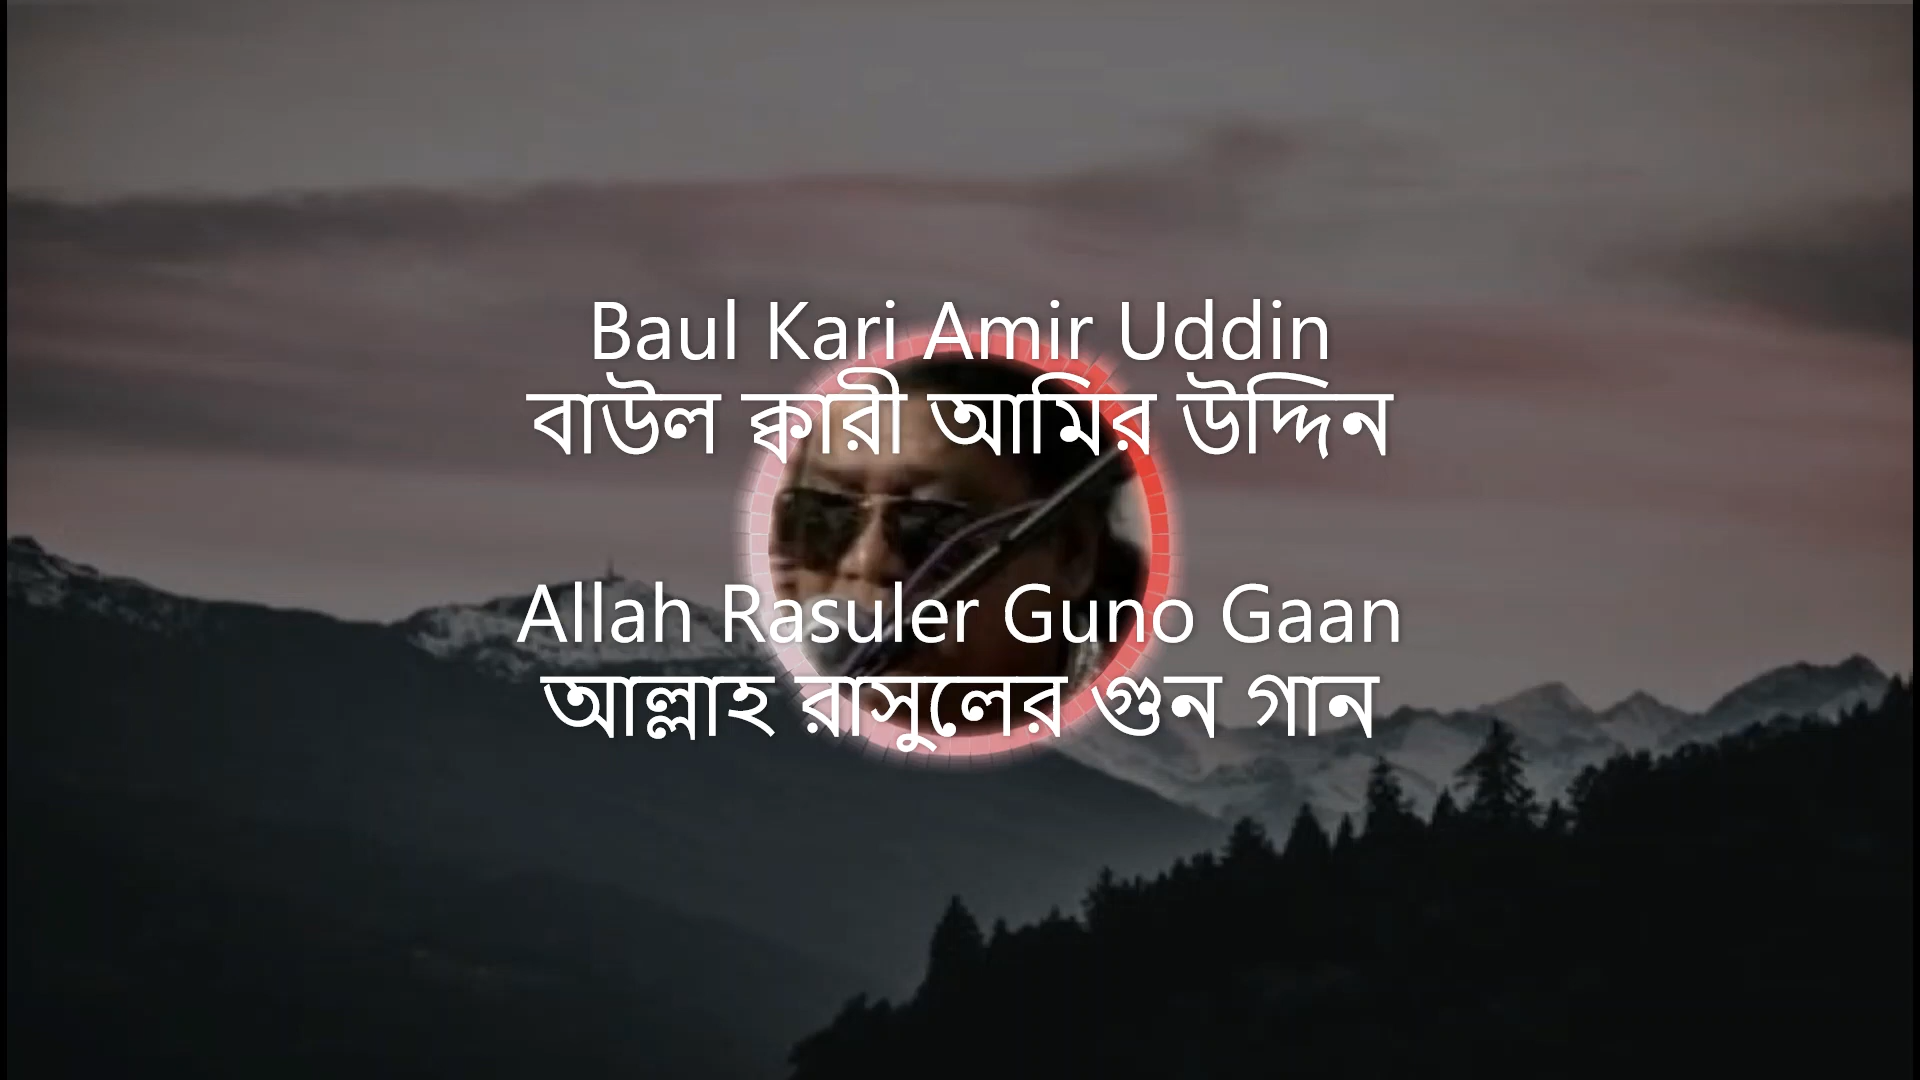 Baul Kari Amir Uddin
বাউল ক্বারী আমির উদ্দিন
Allah Rasuler Guno Gaan
আল্লাহ রাসুলের গুন গান